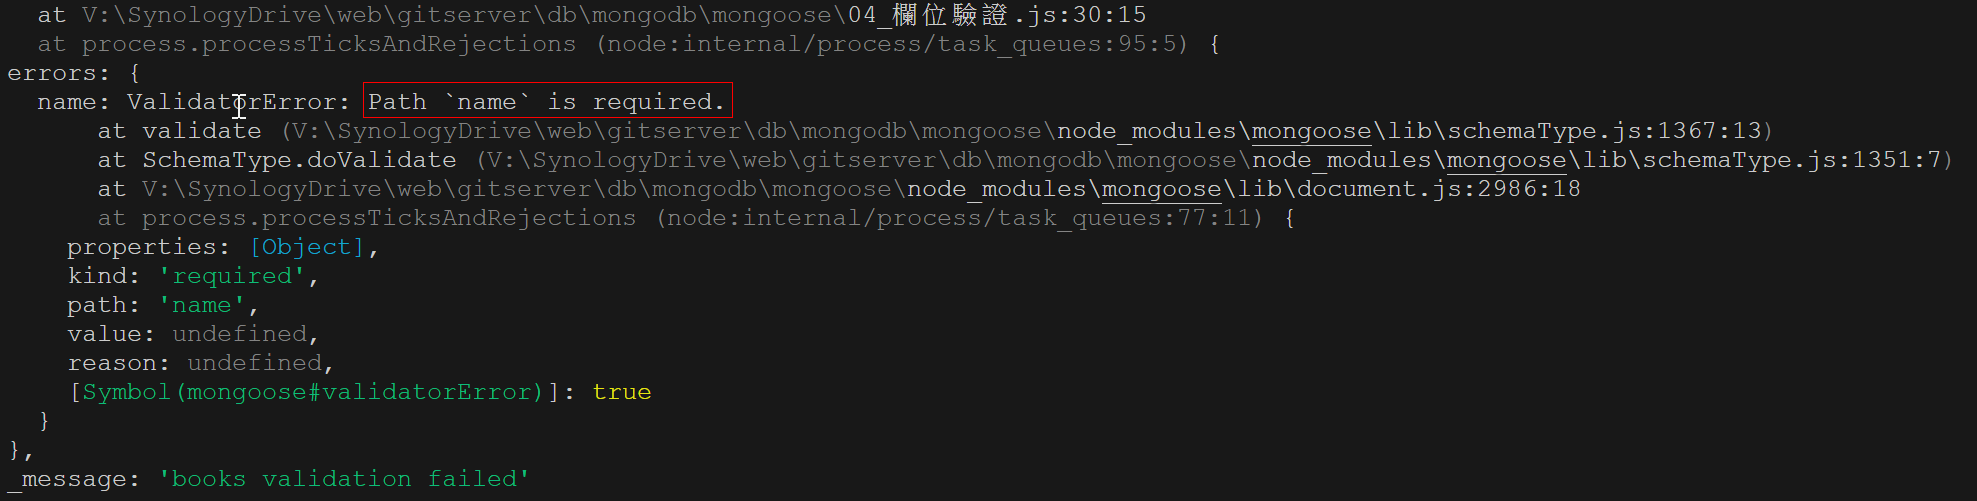 at V:\SynologyDrive\web\gitserver\db\mongodb\mongoose\04_欄位驗證.js:30:15
at process.processTicksAndRejections (node:internal/process/task_queues:95:5) {
errors: {
name: ValidatorError: Path `name` is required.
at validate (V:\SynologyDrive\web\gitserver\db\mongodb\mongoose\node_modules\mongoose\lib\schemaType.js:1367:13)
at SchemaType.doValidate (V:\SynologyDrive\web\gitserver\db\mongodb\mongoose\node_modules\mongoose\lib\schemaType.js:1351:7)
at V:\SynologyDrive\web\gitserver\db\mongodb\mongoose\node_modules\mongoose\lib\document.js:2986:18
at process.processTicksAndRejections (node:internal/process/task_queues:77:11) {
properties: [Object],
kind: 'required',
path: 'name',
value: undefined,
reason: undefined,
[Symbol(mongoose#validatorError)]: true
}
},
_message: 'books validation failed'